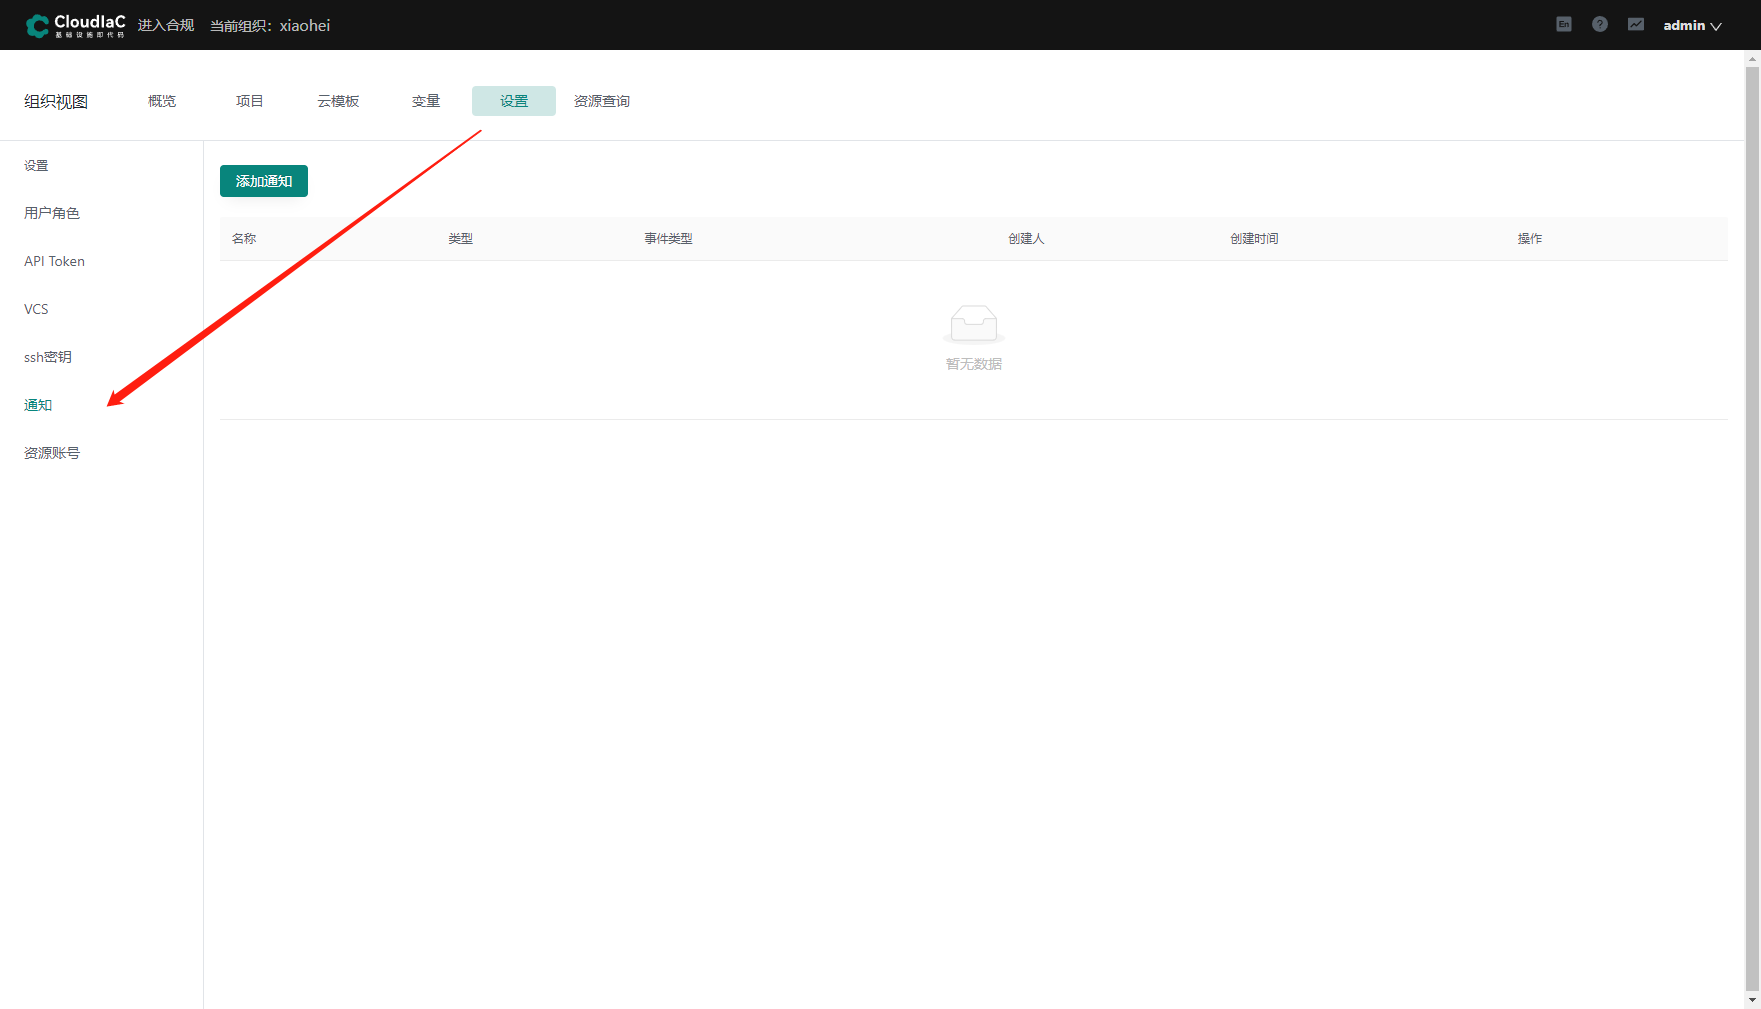 CloudIaC
基础设施即代码
进入合规
当前组织：xiaohei
En
?
admin
组织视图
概览
项目
云模板
变量
设置
资源查询
设置
用户角色
API Token
VCS
ssh密钥
通知
资源账号
添加通知
名称
类型
事件类型
创建人
创建时间
操作
暂无数据